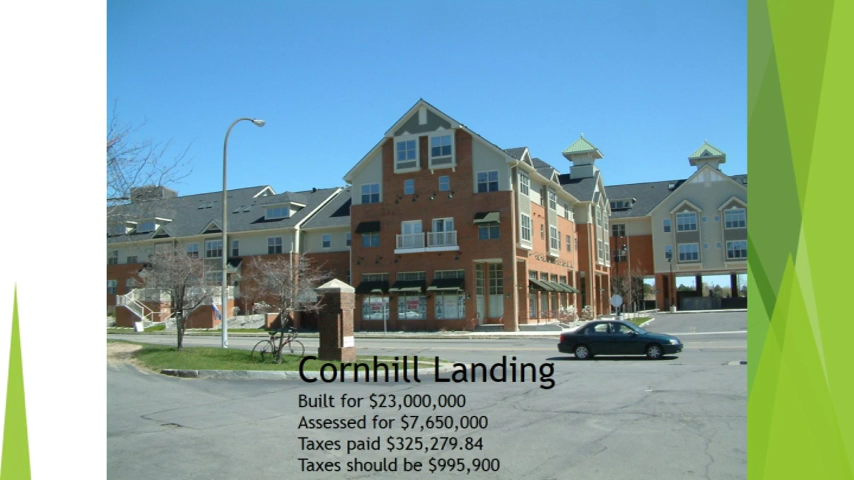 Cornhill Landing
Built for $23,000,000
Assessed for $7,650,000
Taxes paid $325,279.84
Taxes should be $995,900